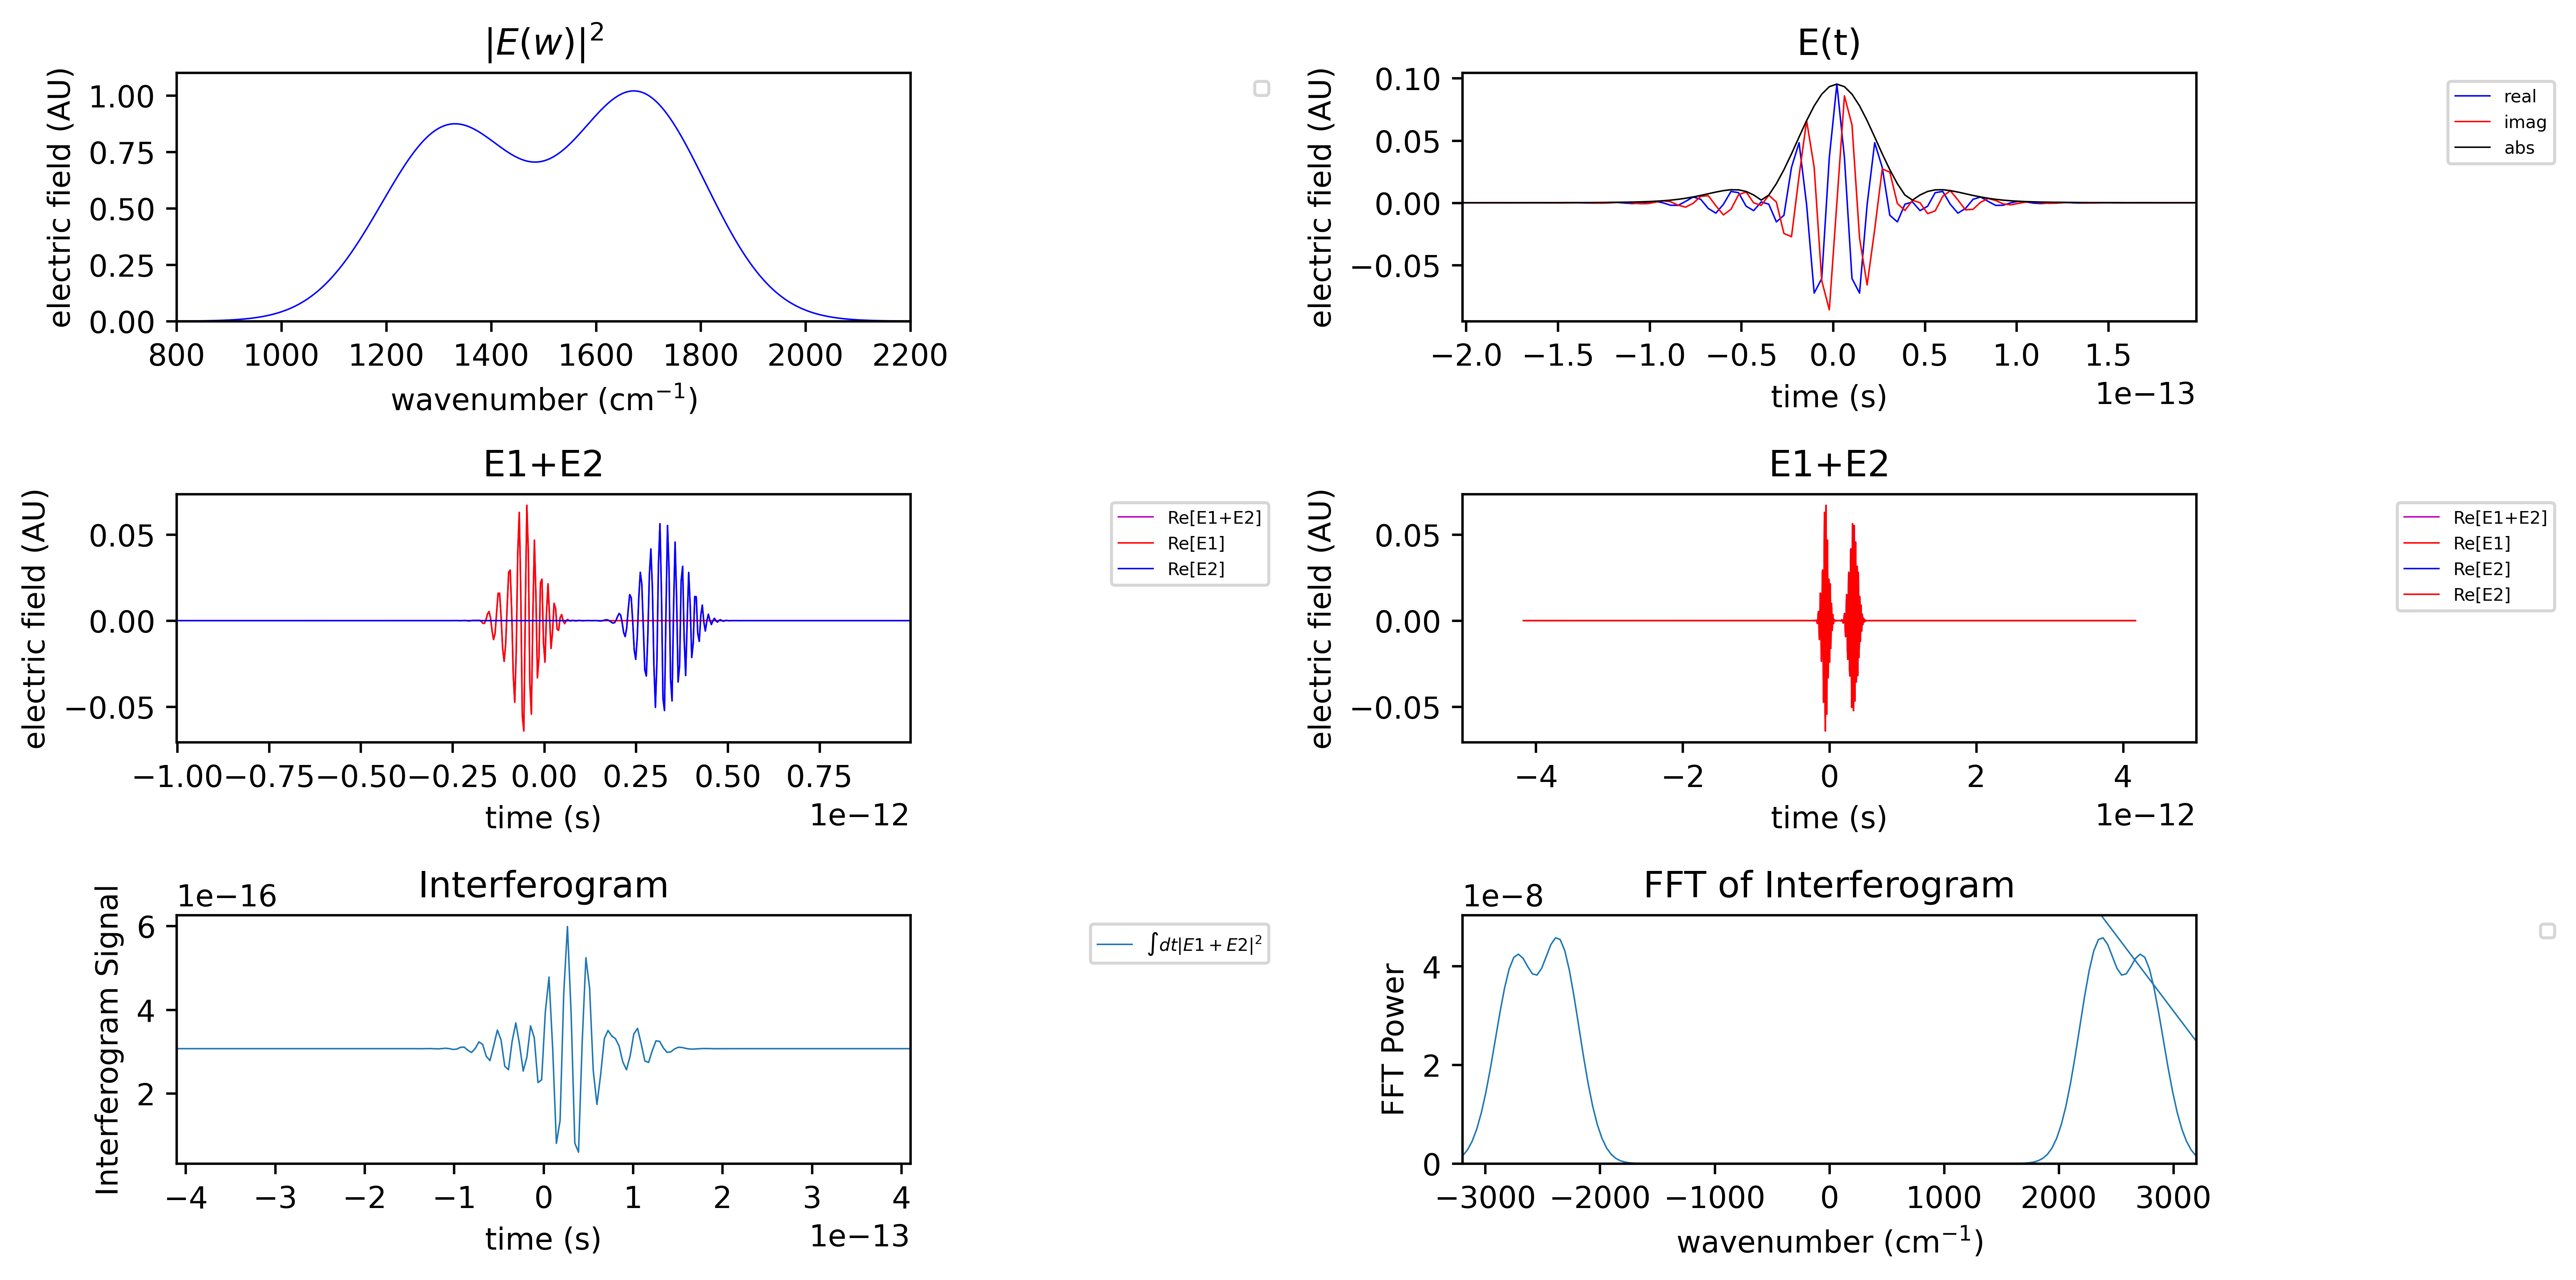 |E(w)|²
electric field (AU)
1.00
0.75
0.50
0.25
0.00
800 1000 1200 1400 1600 1800 2000 2200
wavenumber (cm⁻¹)
E(t)
electric field (AU)
0.10
0.05
0.00
−0.05
−2.0 −1.5 −1.0 −0.5 0.0 0.5 1.0 1.5
1e−13
time (s)
real
imag
abs
E1+E2
electric field (AU)
0.05
0.00
−0.05
−1.00 −0.75 −0.50 −0.25 0.00 0.25 0.50 0.75
1e−12
time (s)
Re[E1+E2]
Re[E1]
Re[E2]
E1+E2
electric field (AU)
0.05
0.00
−0.05
−4 −2 0 2 4
1e−12
time (s)
Re[E1+E2]
Re[E1]
Re[E2]
Re[E2]
Interferogram
1e−16
Interferogram Signal
6
4
2
−4 −3 −2 −1 0 1 2 3 4
1e−13
time (s)
∫dt|E1 + E2|²
FFT of Interferogram
1e−8
FFT Power
4
2
0
−3000 −2000 −1000 0 1000 2000 3000
wavenumber (cm⁻¹)